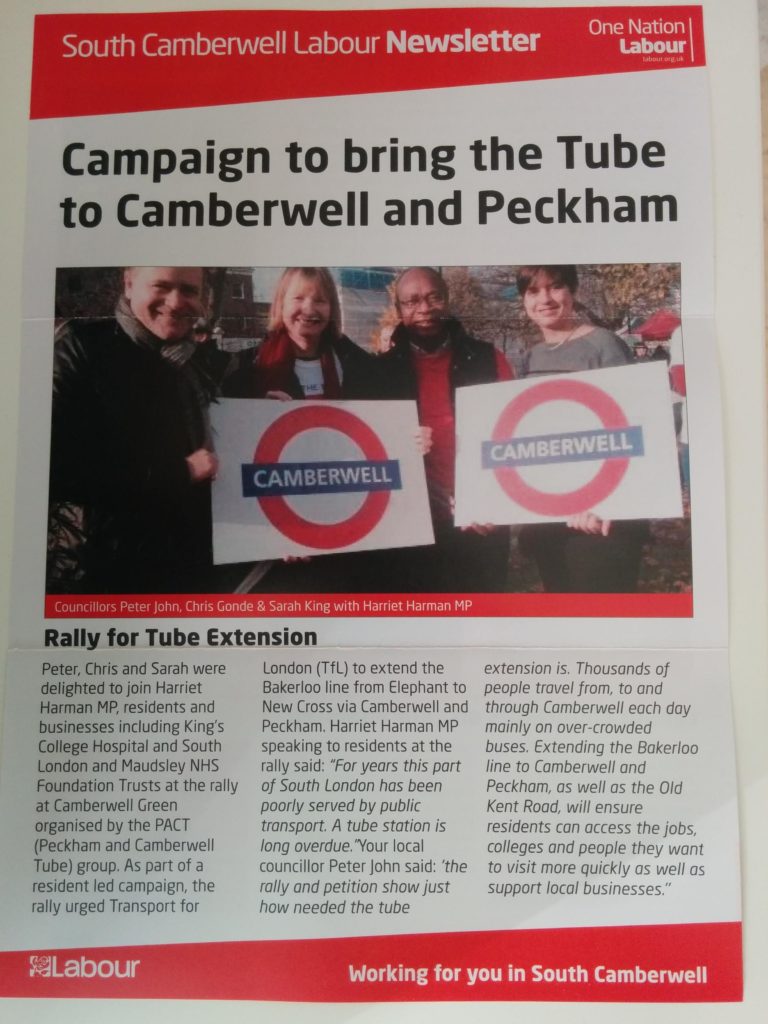 South Camberwell Labour Newsletter
One Nation
Labour
labour.org.uk
Campaign to bring the Tube
to Camberwell and Peckham
THE
CAMBERWELL
CAMBERWELL
Councillors Peter John, Chris Gonde & Sarah King with Harriet Harman MP
Rally for Tube Extension
Peter, Chris and Sarah were
delighted to join Harriet
Harman MP, residents and
businesses including King's
College Hospital and South
London and Maudsley NHS
Foundation Trusts at the rally
at Camberwell Green
organised by the PACT
(Peckham and Camberwell
Tube) group. As part of a
resident led campaign, the
rally urged Transport for
London (TfL) to extend the
Bakerloo line from Elephant to
New Cross via Camberwell and
Peckham. Harriet Harman MP
speaking to residents at the
rally said: "For years this part
of South London has been
poorly served by public
transport. A tube station is
long overdue."Your local
councillor Peter John said: 'the
rally and petition show just
how needed the tube
extension is. Thousands of
people travel from, to and
through Camberwell each day
mainly on over-crowded
buses. Extending the Bakerloo
line to Camberwell and
Peckham, as well as the Old
Kent Road, will ensure
residents can access the jobs,
colleges and people they want
to visit more quickly as well as
support local businesses."
Labour
Working for you in South Camberwell